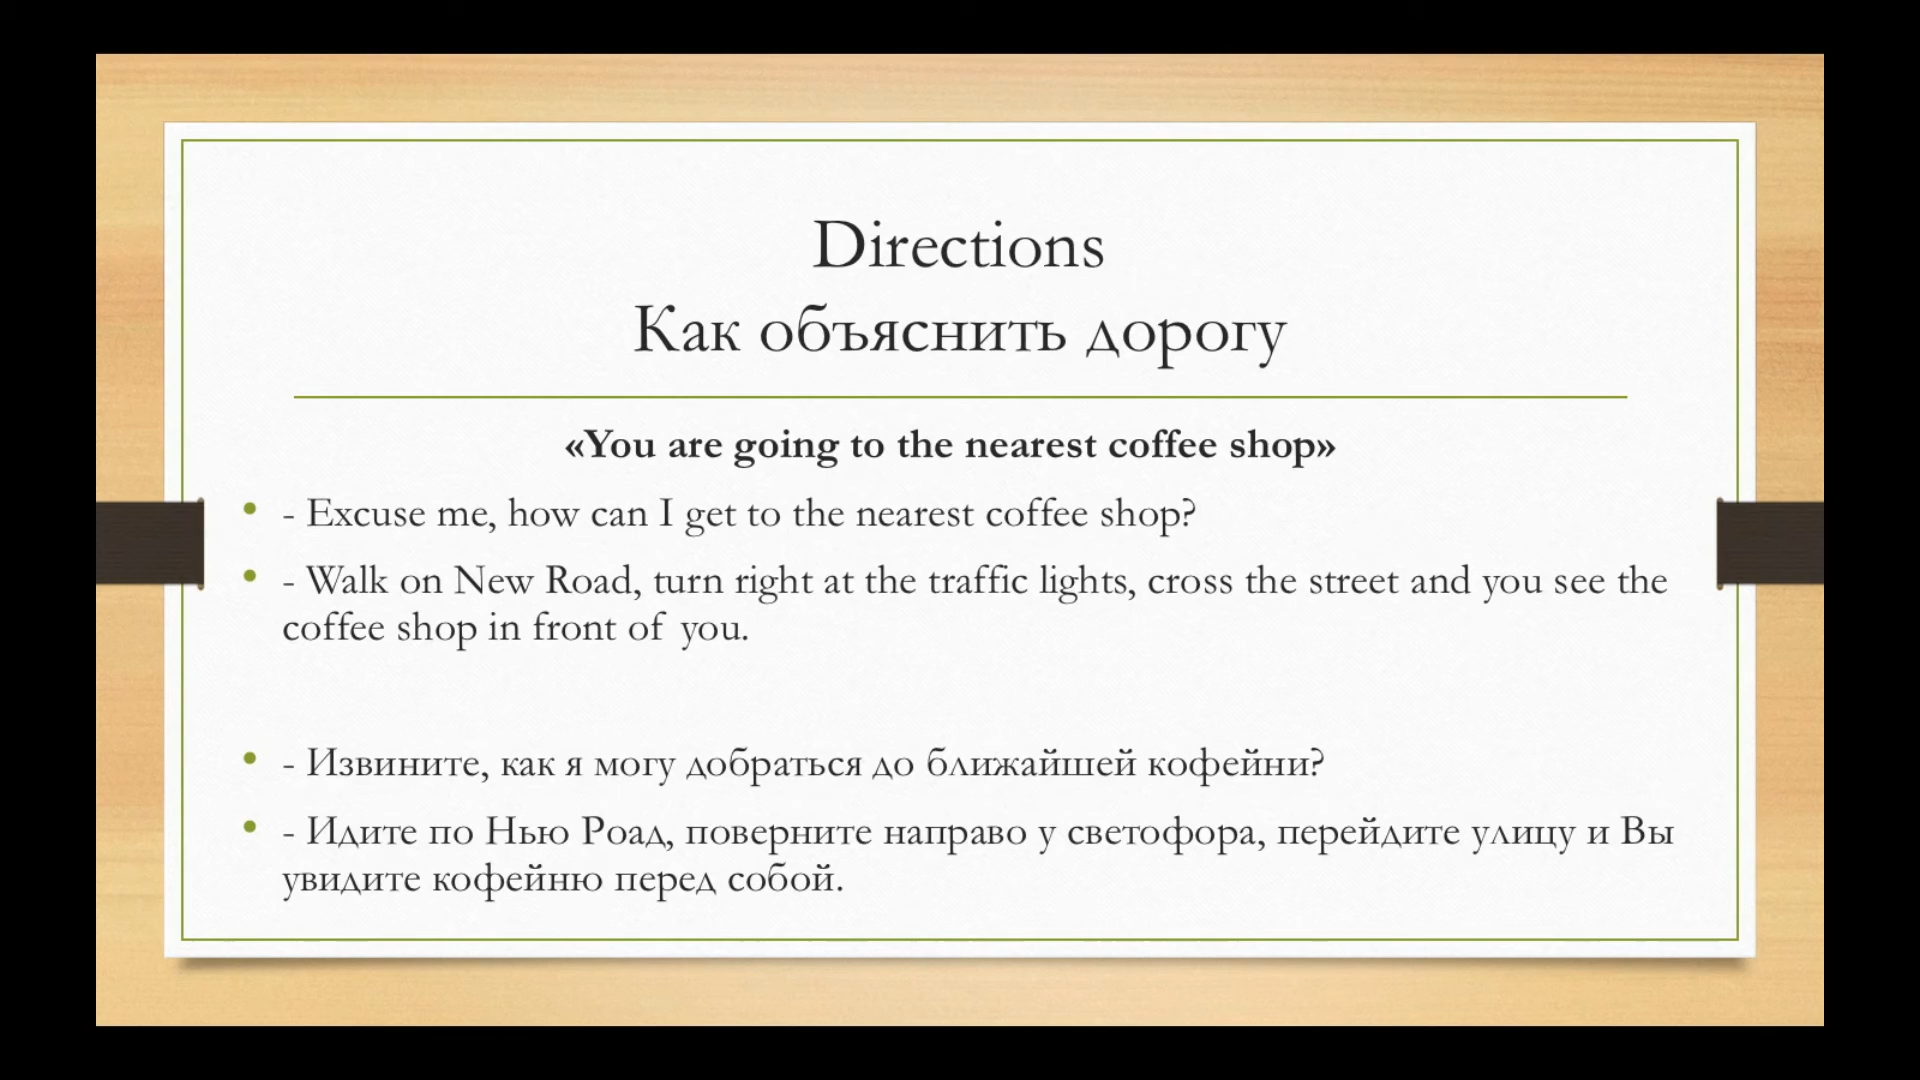 Directions
Как объяснить дорогу
«You are going to the nearest coffee shop»
• - Excuse me, how can I get to the nearest coffee shop?
• - Walk on New Road, turn right at the traffic lights, cross the street and you see the
coffee shop in front of you.
• - Извините, как я могу добраться до ближайшей кофейни?
• - Идите по Нью Роад, поверните направо у светофора, перейдите улицу и Вы
увидите кофейню перед собой.